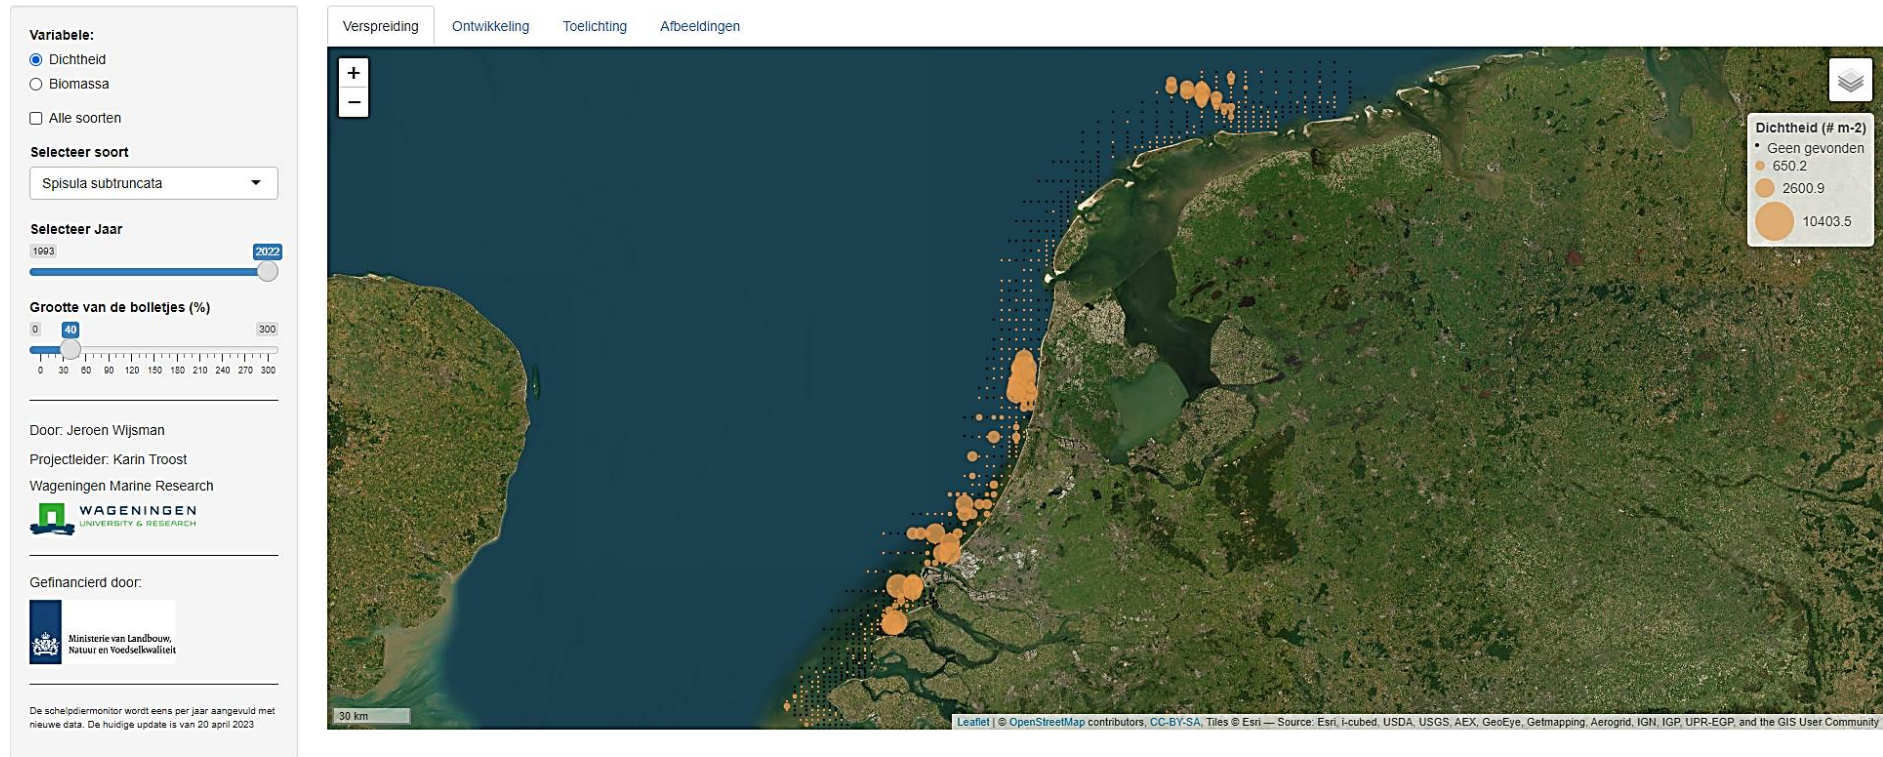 Variabele:
Dichtheid
Biomassa
Alle soorten
Selecteer soort
Spisula subtruncata
Selecteer Jaar
1993 2022
Grootte van de bolletjes (%)
0 40 300
0 30 60 90 120 150 180 210 240 270 300
Door: Jeroen Wijsman
Projectleider: Karin Troost
Wageningen Marine Research
WAGENINGEN
UNIVERSITY & RESEARCH
Gefinancierd door:
Ministerie van Landbouw,
Natuur en Voedselkwaliteit
De schelpdiermonitor wordt eens per jaar aangevuld met
nieuwe data. De huidige update is van 20 april 2023
Verspreiding Ontwikkeling Toelichting Afbeeldingen
+
−
Dichtheid (# m-2)
Geen gevonden
650.2
2600.9
10403.5
30 km
Leaflet | © OpenStreetMap contributors, CC-BY-SA, Tiles © Esri — Source: Esri, i-cubed, USDA, USGS, AEX, GeoEye, Getmapping, Aerogrid, IGN, IGP, UPR-EGP, and the GIS User Community